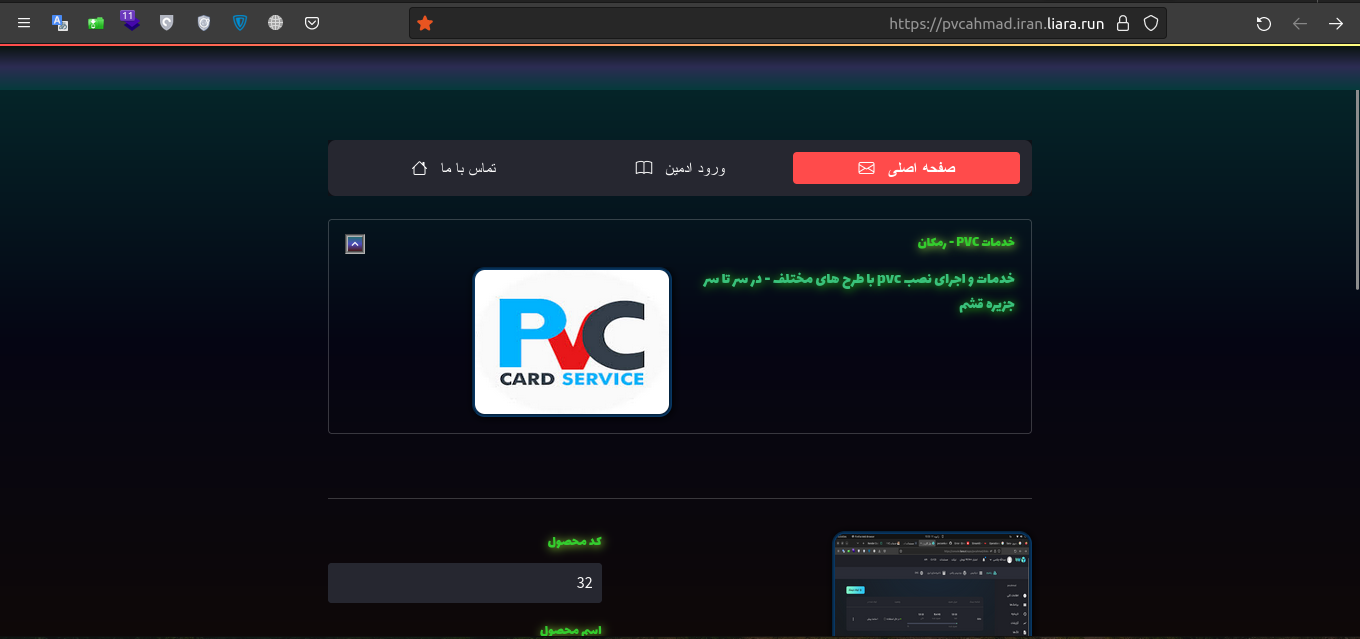 11
https://pvcahmad.iran.liara.run
صفحه اصلی
ورود ادمین
تماس با ما
خدمات PVC - رمکان
خدمات و اجرای نصب pvc با طرح های مختلف - در سر تا سر
جزیره قشم
PVC
CARD SERVICE
کد محصول
32
اسم محصول